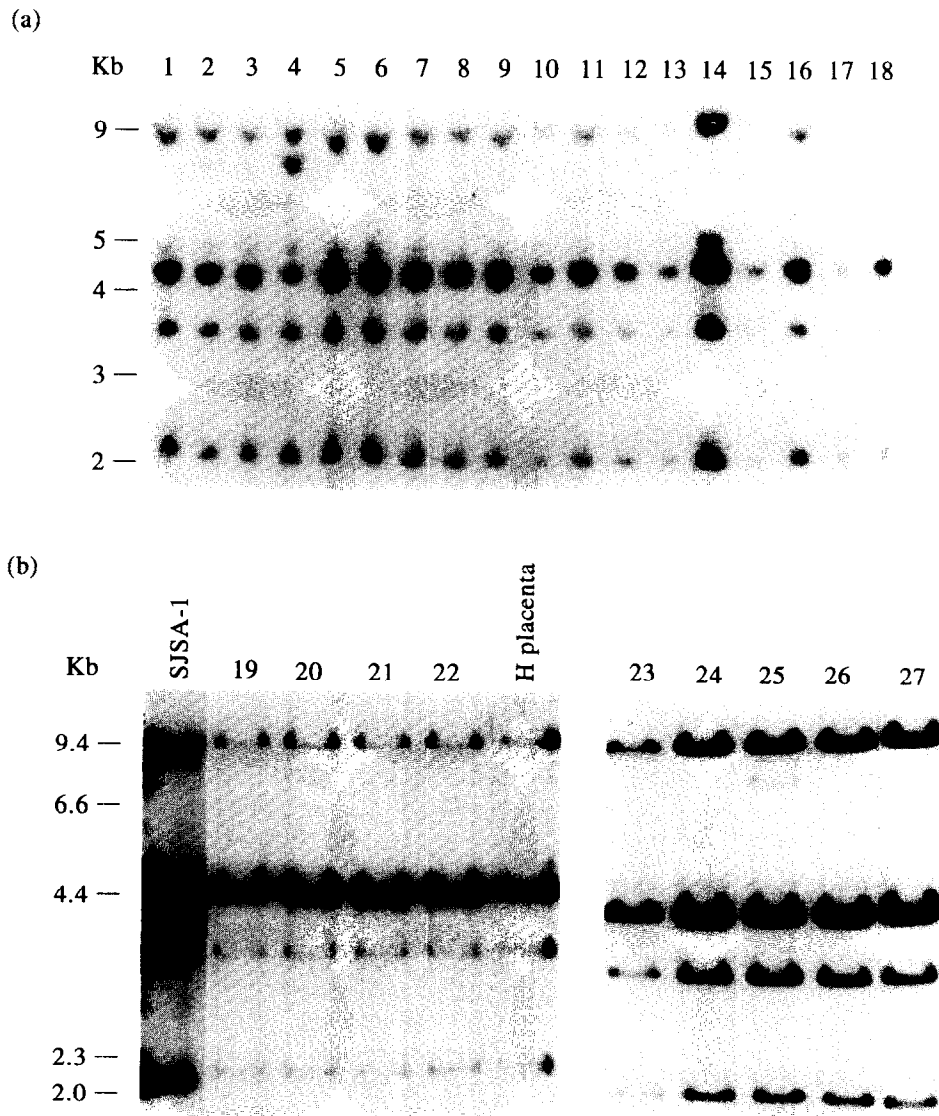 (a)
Kb 1 2 3 4 5 6 7 8 9 10 11 12 13 14 15 16 17 18
9 —
5 —
4 —
3 —
2 —
(b)
Kb SJSA-1 19 20 21 22 H placenta 23 24 25 26 27
9.4 —
6.6 —
4.4 —
2.3 —
2.0 —